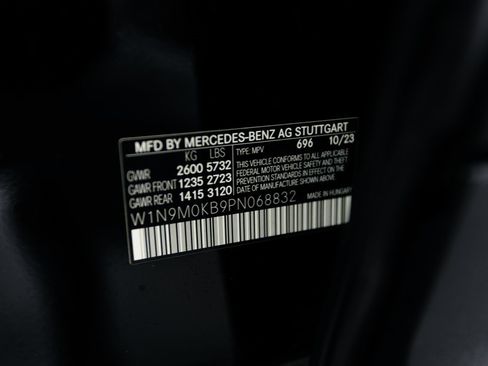 MFD BY MERCEDES-BENZ AG STUTTGART
KG LBS
GVWR 2600 5732
GAWR FRONT 1235 2723
GAWR REAR 1415 3120
TYPE: MPV 696 10/23
THIS VEHICLE CONFORMS TO ALL APPLICABLE
FEDERAL MOTOR VEHICLE SAFETY AND THEFT
PREVENTION STANDARDS IN EFFECT ON THE
DATE OF MANUFACTURE SHOWN ABOVE.
MADE IN HUNGARY
W1N9M0KB9PN068832